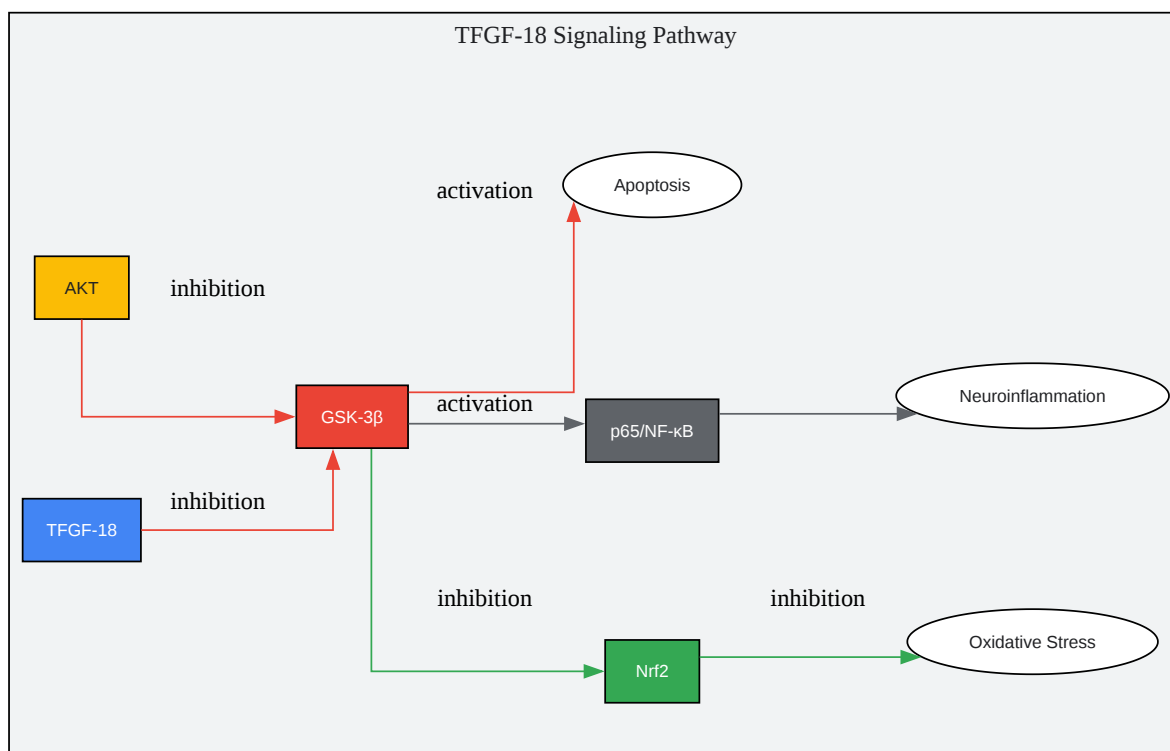 TFGF-18 Signaling Pathway
activation
Apoptosis
AKT
inhibition
GSK-3β
activation
p65/NF-κB
Neuroinflammation
TFGF-18
inhibition
inhibition
inhibition
Nrf2
Oxidative Stress